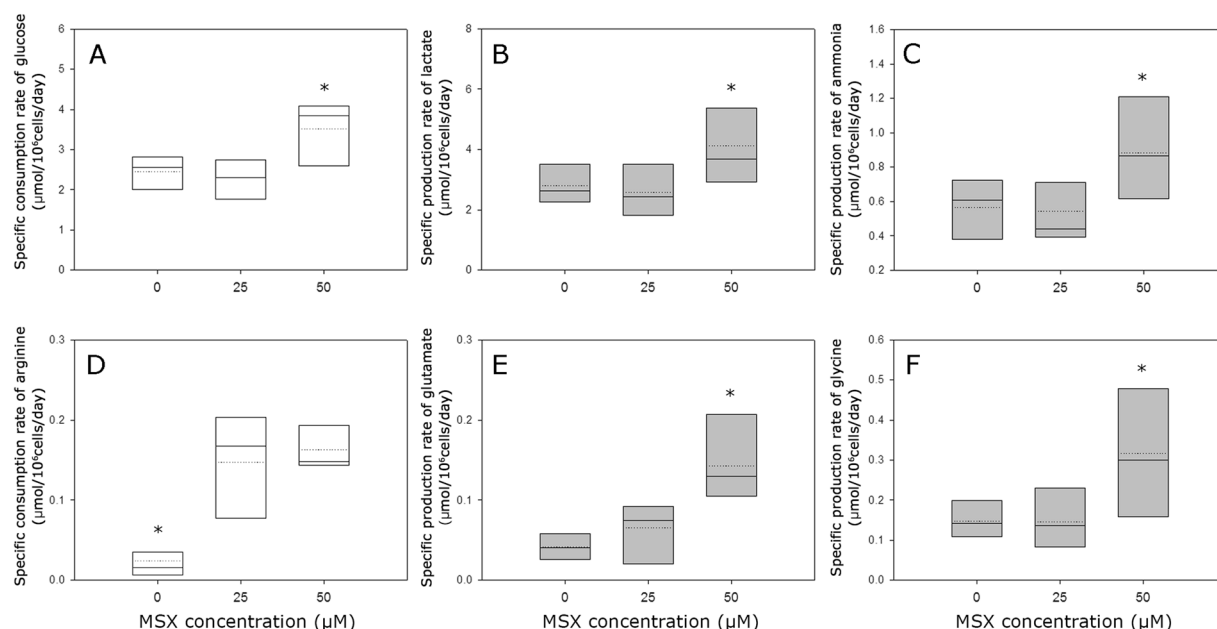 Specific consumption rate of glucose
(µmol/10⁶cells/day)
A
6
5
4
3
2
1
0
*
0 25 50
Specific production rate of lactate
(µmol/10⁶cells/day)
B
8
6
4
2
0
*
0 25 50
Specific production rate of ammonia
(µmol/10⁶cells/day)
C
1.6
1.4
1.2
1.0
0.8
0.6
0.4
0.2
*
0 25 50
Specific consumption rate of arginine
(µmol/10⁶cells/day)
D
0.3
0.2
0.1
0.0
*
0 25 50
MSX concentration (µM)
Specific production rate of glutamate
(µmol/10⁶cells/day)
E
0.3
0.2
0.1
0.0
*
0 25 50
MSX concentration (µM)
Specific production rate of glycine
(µmol/10⁶cells/day)
F
0.6
0.5
0.4
0.3
0.2
0.1
0.0
*
0 25 50
MSX concentration (µM)